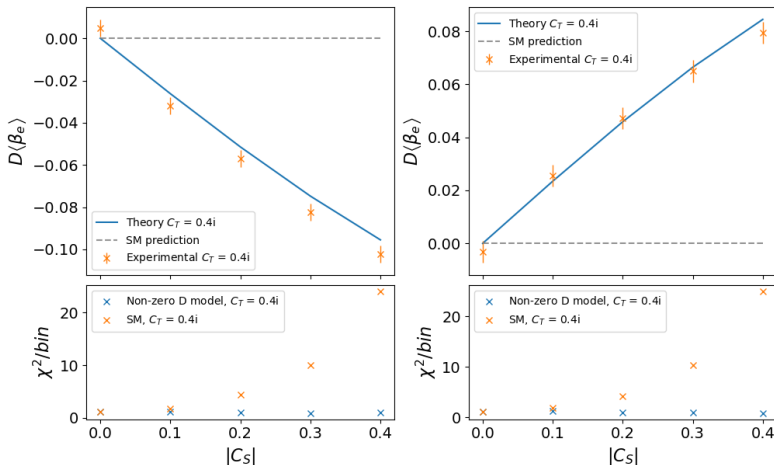 0.00
−0.02
−0.04
−0.06
−0.08
−0.10
D⟨βₑ⟩
Theory C_T = 0.4i
SM prediction
Experimental C_T = 0.4i
0.08
0.06
0.04
0.02
0.00
D⟨βₑ⟩
Theory C_T = 0.4i
SM prediction
Experimental C_T = 0.4i
20
10
0
χ²/bin
Non-zero D model, C_T = 0.4i
SM, C_T = 0.4i
0.0 0.1 0.2 0.3 0.4
|C_S|
20
10
0
χ²/bin
Non-zero D model, C_T = 0.4i
SM, C_T = 0.4i
0.0 0.1 0.2 0.3 0.4
|C_S|